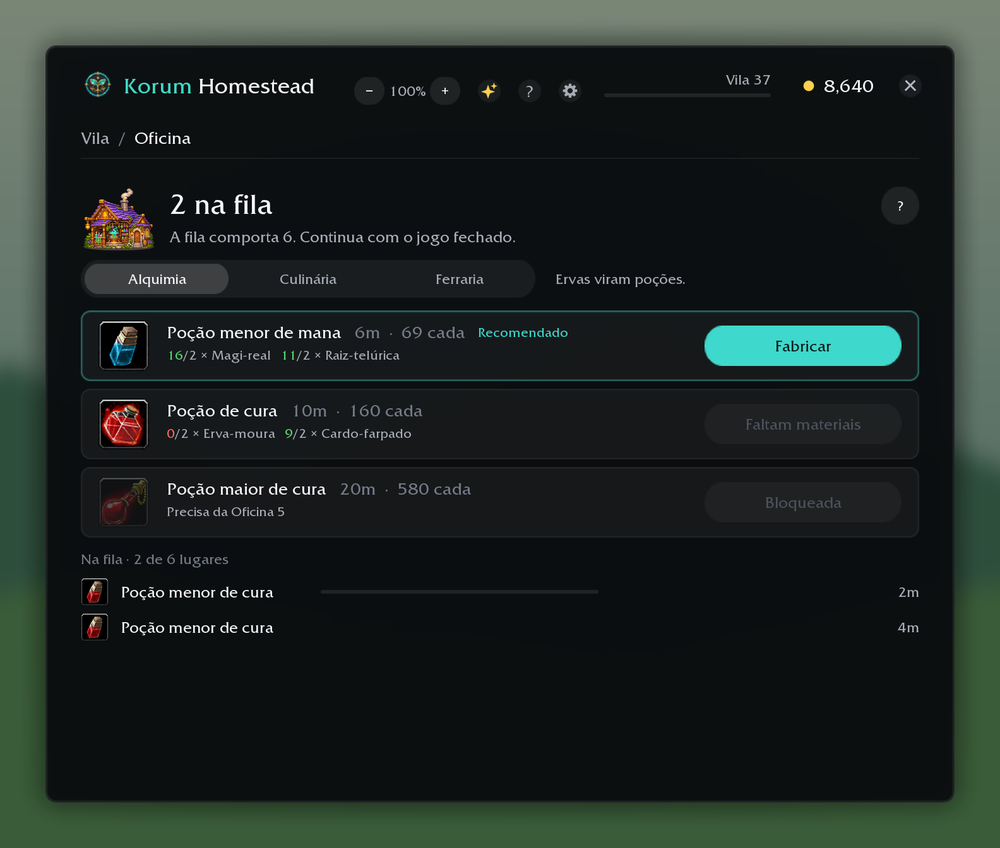 Korum Homestead
− 100% + ? Vila 37 8,640 ✕
Vila / Oficina
2 na fila
?
A fila comporta 6. Continua com o jogo fechado.
Alquimia Culinária Ferraria Ervas viram poções.
Poção menor de mana 6m · 69 cada Recomendado
16/2 × Magi-real 11/2 × Raiz-telúrica
Fabricar
Poção de cura 10m · 160 cada
0/2 × Erva-moura 9/2 × Cardo-farpado
Faltam materiais
Poção maior de cura 20m · 580 cada
Precisa da Oficina 5
Bloqueada
Na fila · 2 de 6 lugares
Poção menor de cura 2m
Poção menor de cura 4m